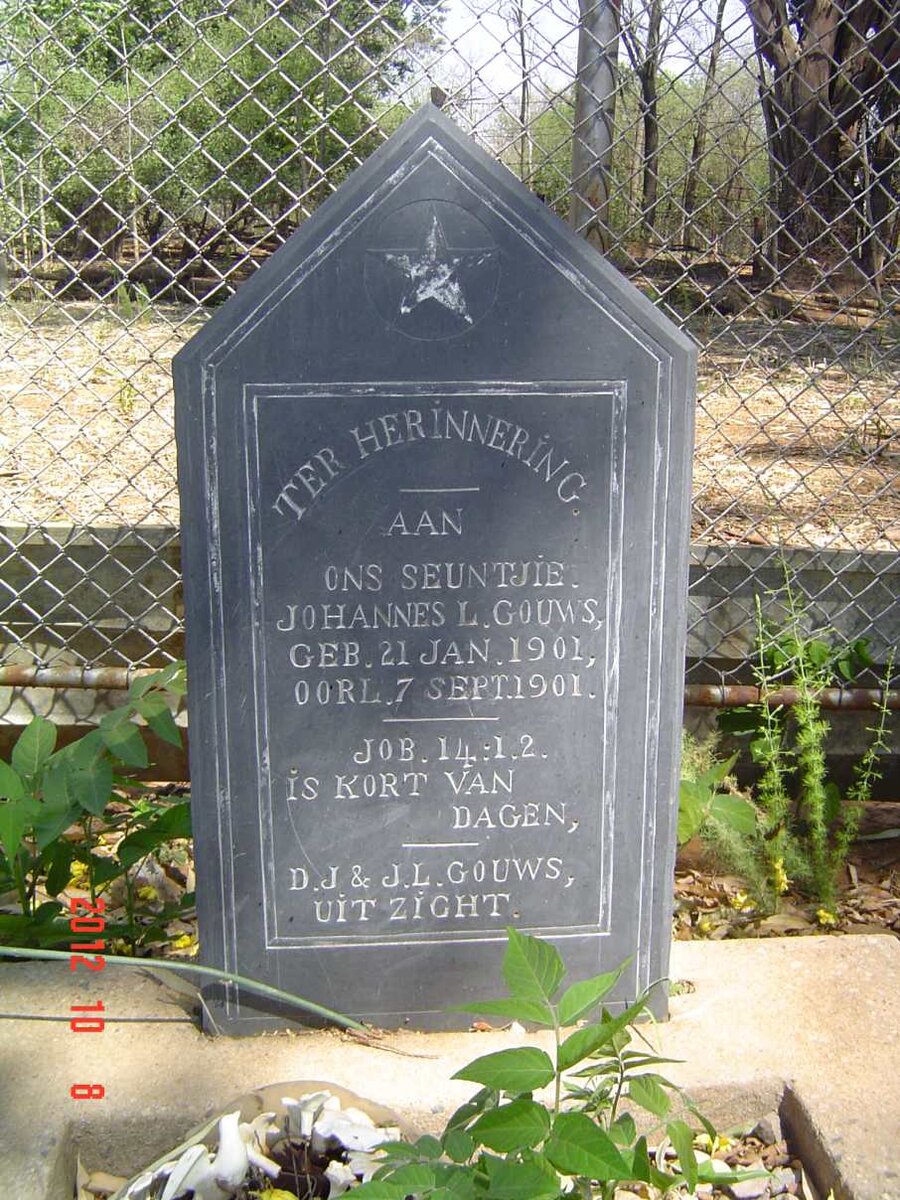 TER HERINNERING.
AAN
ONS SEUNTJIE.
JOHANNES L. GOUWS,
GEB. 21 JAN. 1901,
OORL. 7 SEPT. 1901.
JOB. 14:1.2.
IS KORT VAN
DAGEN,
D.J & J.L. GOUWS,
UIT ZIGHT.
2012 10 8